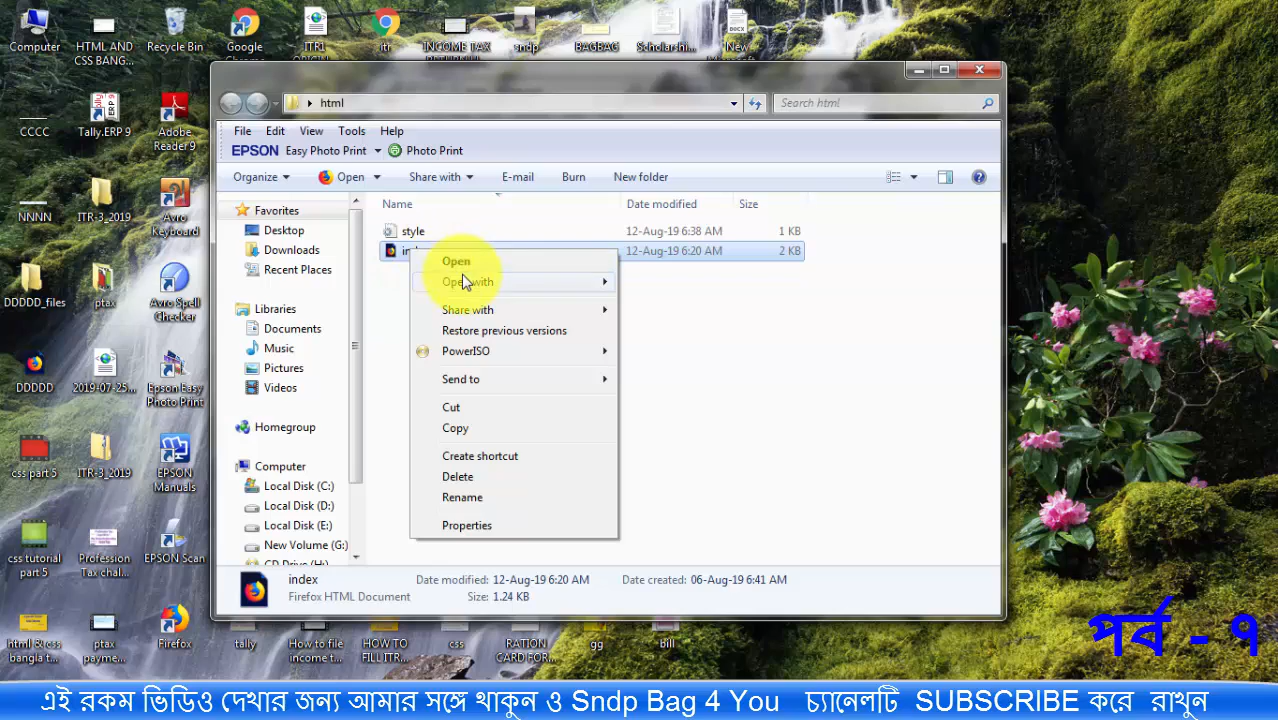 Computer
HTML AND
CSS BANG...
Recycle Bin
Google
Chrome
ITR1
itr
INCOME TAX
sndp
BAGBAG
Scholarshi...
New
CCCC
Tally.ERP 9
Adobe
Reader 9
NNNN
ITR-3_2019
Avro
Keyboard
DDDDD_files
ptax
Avro Spell
Checker
DDDDD
2019-07-25...
Epson Easy
Photo Print
css part 5
ITR-3_2019
EPSON
Manuals
css tutorial
part 5
Profession
Tax chal...
EPSON Scan
html & css
bangla t...
ptax
payme...
Firefox
tally
How to file
income t...
HOW TO
FILL ITR...
css
RATION
CARD FOR...
gg
bill
html
Search html
File Edit View Tools Help
EPSON Easy Photo Print Photo Print
Organize Open Share with E-mail Burn New folder
Name Date modified Size
style 12-Aug-19 6:38 AM 1 KB
12-Aug-19 6:20 AM 2 KB
Favorites
Desktop
Downloads
Recent Places
Libraries
Documents
Music
Pictures
Videos
Homegroup
Computer
Local Disk (C:)
Local Disk (D:)
Local Disk (E:)
New Volume (G:)
CD Drive (H:)
Open
Open with
Share with
Restore previous versions
PowerISO
Send to
Cut
Copy
Create shortcut
Delete
Rename
Properties
index Date modified: 12-Aug-19 6:20 AM Date created: 06-Aug-19 6:41 AM
Firefox HTML Document Size: 1.24 KB
পর্ব - ৭
এই রকম ভিডিও দেখার জন্য আমার সঙ্গে থাকুন ও Sndp Bag 4 You চ্যানেলটি SUBSCRIBE করে রাখুন